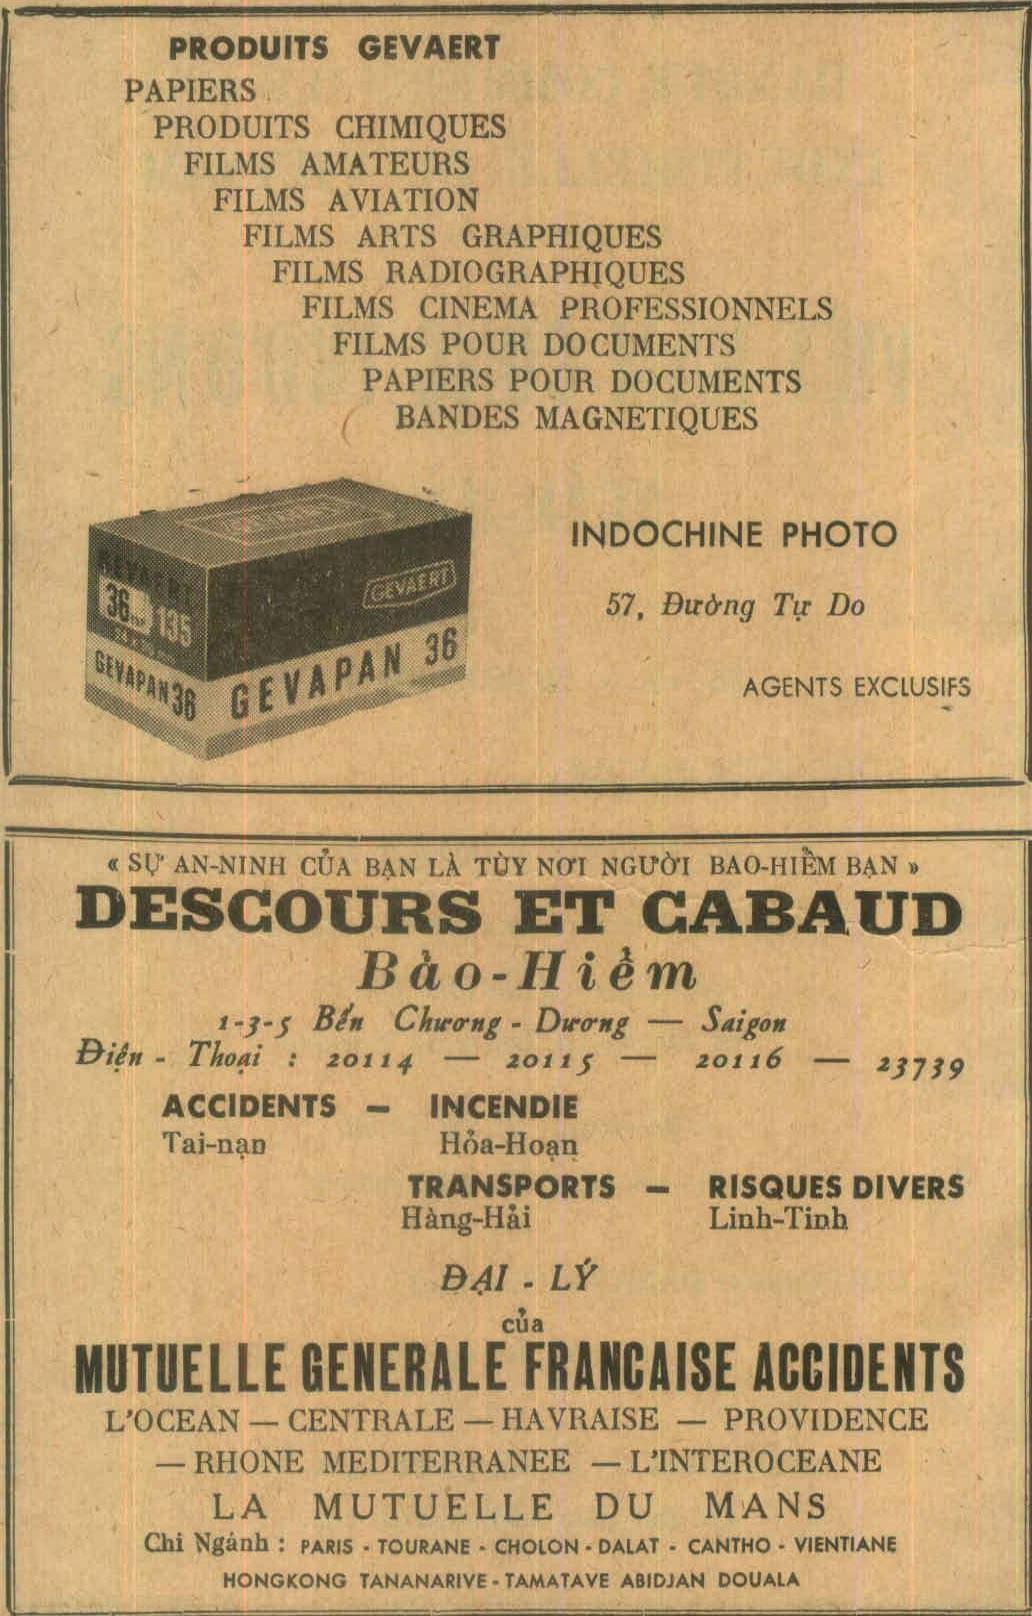 PRODUITS GEVAERT
PAPIERS
PRODUITS CHIMIQUES
FILMS AMATEURS
FILMS AVIATION
FILMS ARTS GRAPHIQUES
FILMS RADIOGRAPHIQUES
FILMS CINEMA PROFESSIONNELS
FILMS POUR DOCUMENTS
PAPIERS POUR DOCUMENTS
BANDES MAGNETIQUES
GEVAERT
GEVAERT
GEVAERT
36 135
GEVAPAN 36
GEVAPAN 36
INDOCHINE PHOTO
57, Đường Tự Do
AGENTS EXCLUSIFS
« SỰ AN-NINH CỦA BẠN LÀ TÙY NƠI NGƯỜI BAO-HIỀM BẠN »
DESCOURS ET CABAUD
Bảo-Hiểm
1-3-5 Bến Chương - Dương — Saigon
Điện - Thoại : 20114 — 20115 — 20116 — 23739
ACCIDENTS — INCENDIE
Tai-nạn Hỏa-Hoạn
TRANSPORTS — RISQUES DIVERS
Hàng-Hải Linh-Tinh
ĐẠI - LÝ
của
MUTUELLE GENERALE FRANCAISE ACCIDENTS
L'OCEAN — CENTRALE — HAVRAISE — PROVIDENCE
— RHONE MEDITERRANEE — L'INTEROCEANE
LA MUTUELLE DU MANS
Chi Ngánh : PARIS - TOURANE - CHOLON - DALAT - CANTHO - VIENTIANE
HONGKONG TANANARIVE - TAMATAVE ABIDJAN DOUALA